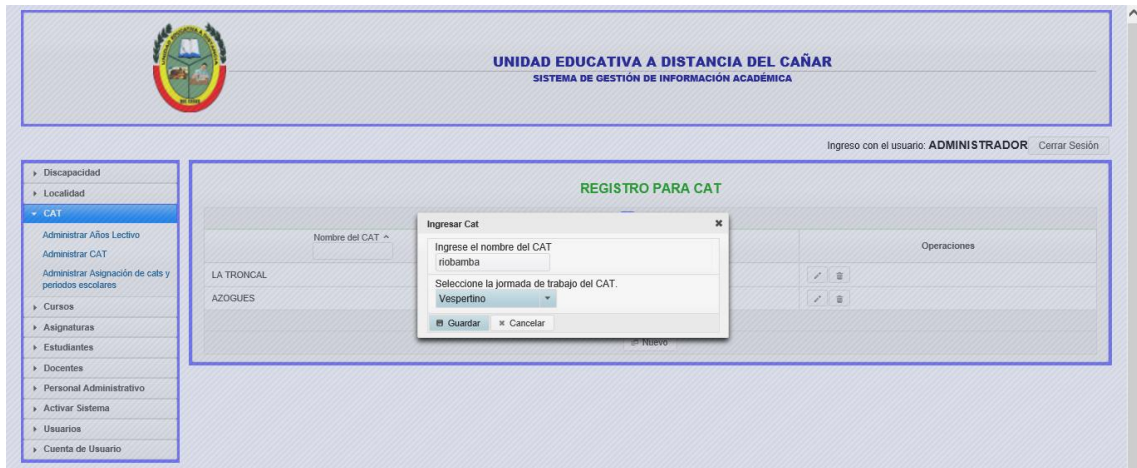 UNIDAD EDUCATIVA A DISTANCIA DEL CAÑAR
SISTEMA DE GESTIÓN DE INFORMACIÓN ACADÉMICA
Ingreso con el usuario: ADMINISTRADOR Cerrar Sesión
Discapacidad
Localidad
CAT
Administrar Años Lectivo
Administrar CAT
Administrar Asignación de cats y
periodos escolares
Cursos
Asignaturas
Estudiantes
Docentes
Personal Administrativo
Activar Sistema
Usuarios
Cuenta de Usuario
REGISTRO PARA CAT
Nombre del CAT
Operaciones
LA TRONCAL
AZOGUES
Nuevo
Ingresar Cat
Ingrese el nombre del CAT
riobamba
Seleccione la jormada de trabajo del CAT.
Vespertino
Guardar Cancelar